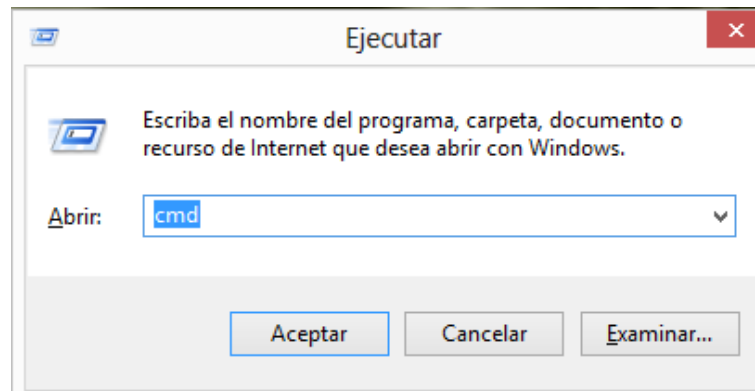 Ejecutar
Escriba el nombre del programa, carpeta, documento o
recurso de Internet que desea abrir con Windows.
Abrir: cmd
Aceptar Cancelar Examinar...